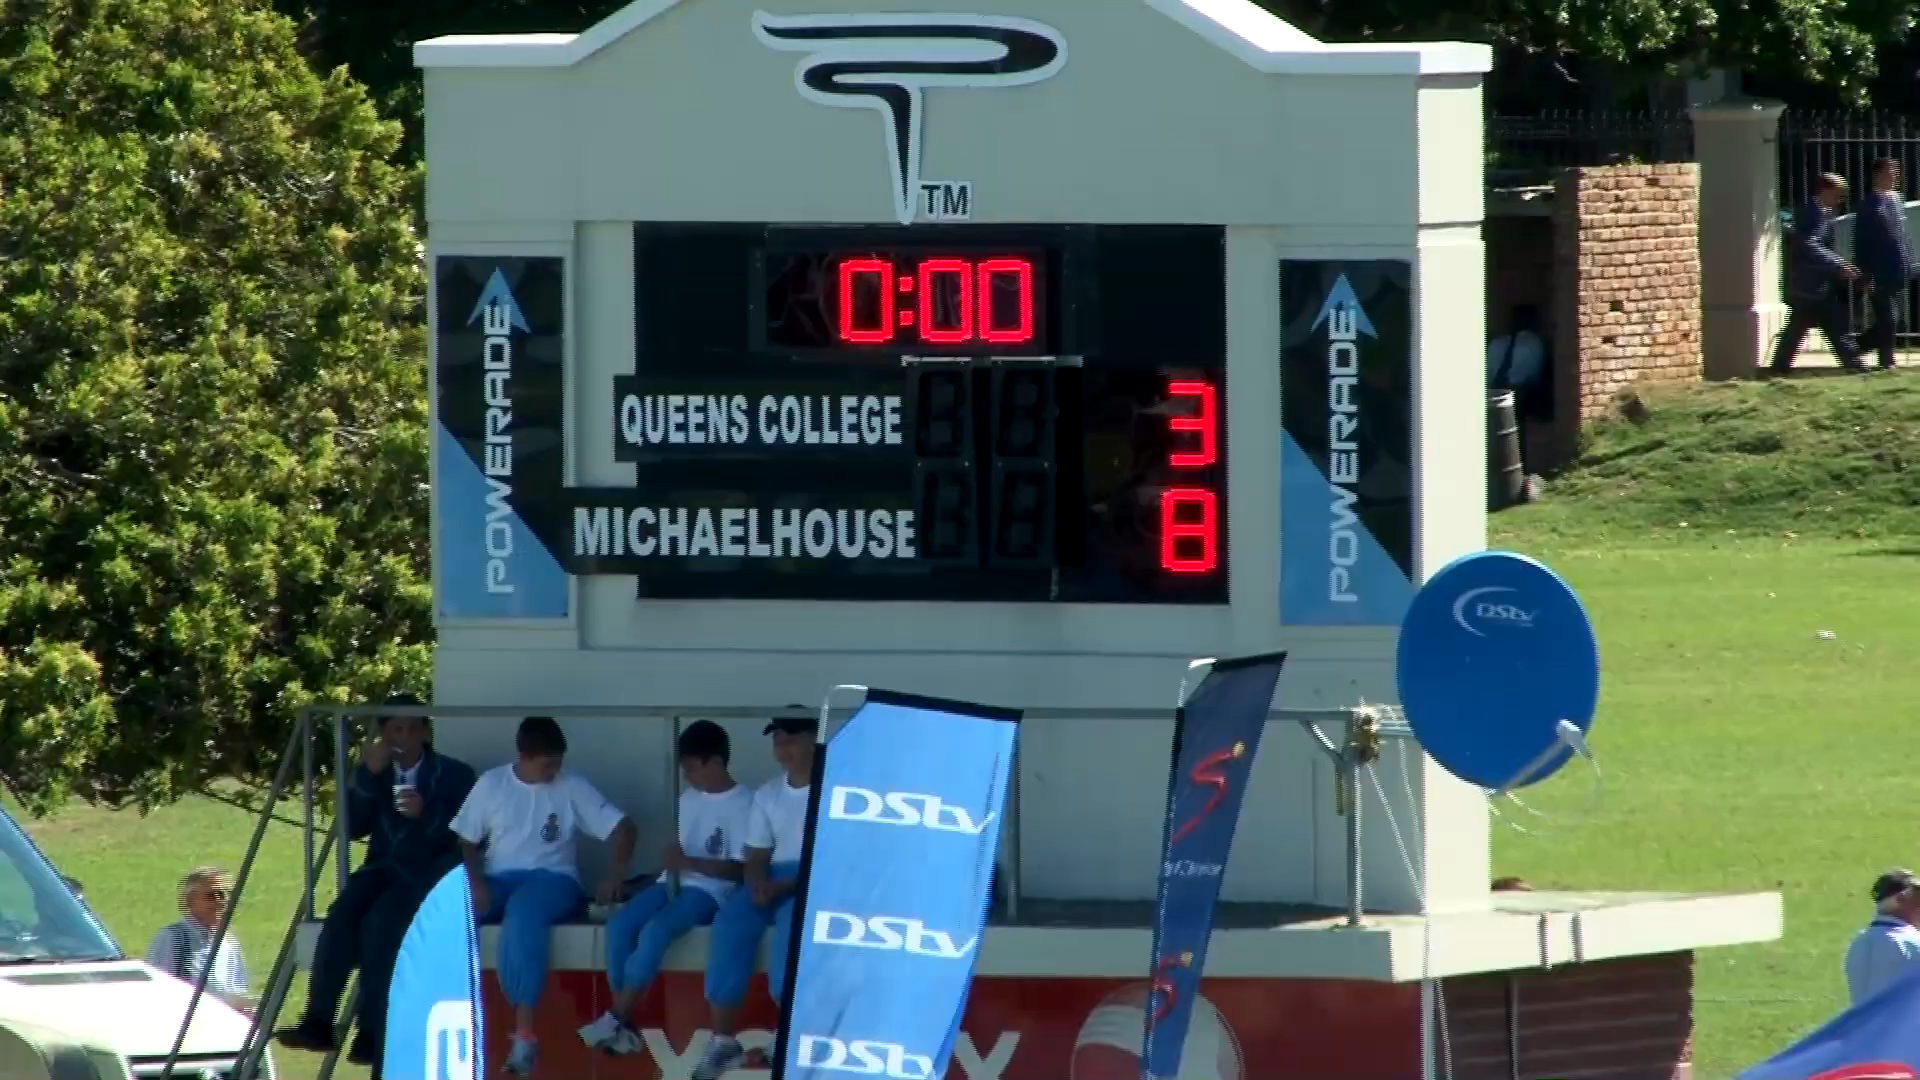 TM
0:00
POWERADE
QUEENS COLLEGE 3
MICHAELHOUSE 8
POWERADE
DStv
DStv
DStv
DStv